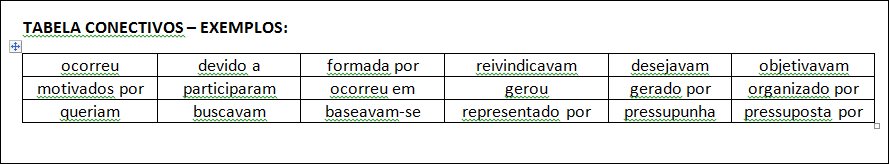 TABELA CONECTIVOS – EXEMPLOS:
ocorreu devido a formada por reivindicavam desejavam objetivavam
motivados por participaram ocorreu em gerou gerado por organizado por
queriam buscavam baseavam-se representado por pressupunha pressuposta por